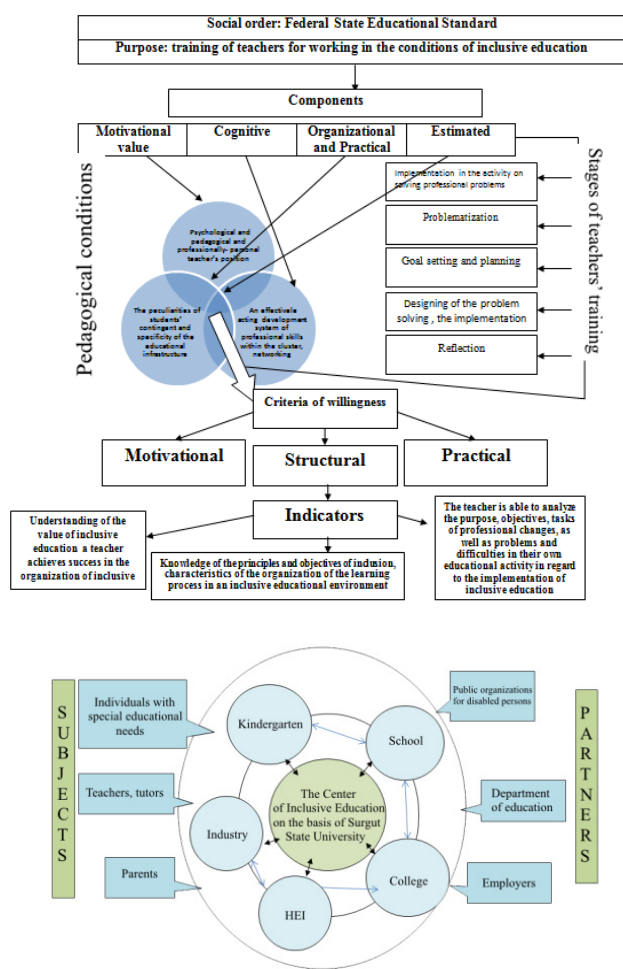 Social order: Federal State Educational Standard
Purpose: training of teachers for working in the conditions of inclusive education
Components
Motivational
value
Cognitive
Organizational
and Practical
Estimated
Pedagogical conditions
Psychological and
pedagogical and
professionally- personal
teacher's position
The peculiarities of
students'
contingent and
specificity of the
educational
infrastructure
An effectively
acting development
system of
professional skills
within the cluster,
networking
Implementation in the activity on
solving professional problems
Problematization
Goal setting and planning
Designing of the problem
solving , the implementation
Reflection
Stages of teachers' training
Criteria of willingness
Motivational
Structural
Practical
Indicators
Understanding of the
value of inclusive
education a teacher
achieves success in the
organization of inclusive
Knowledge of the principles and objectives of inclusion,
characteristics of the organization of the learning
process in an inclusive educational environment
The teacher is able to analyze
the purpose, objectives, tasks
of professional changes, as
well as problems and
difficulties in their own
educational activity in regard
to the implementation of
inclusive education
SUBJECTS
Individuals with
special educational
needs
Teachers, tutors
Parents
Kindergarten
School
Industry
HEI
College
The Center
of Inclusive Education
on the basis of Surgut
State University
Public organizations
for disabled persons
Department
of education
Employers
PARTNERS